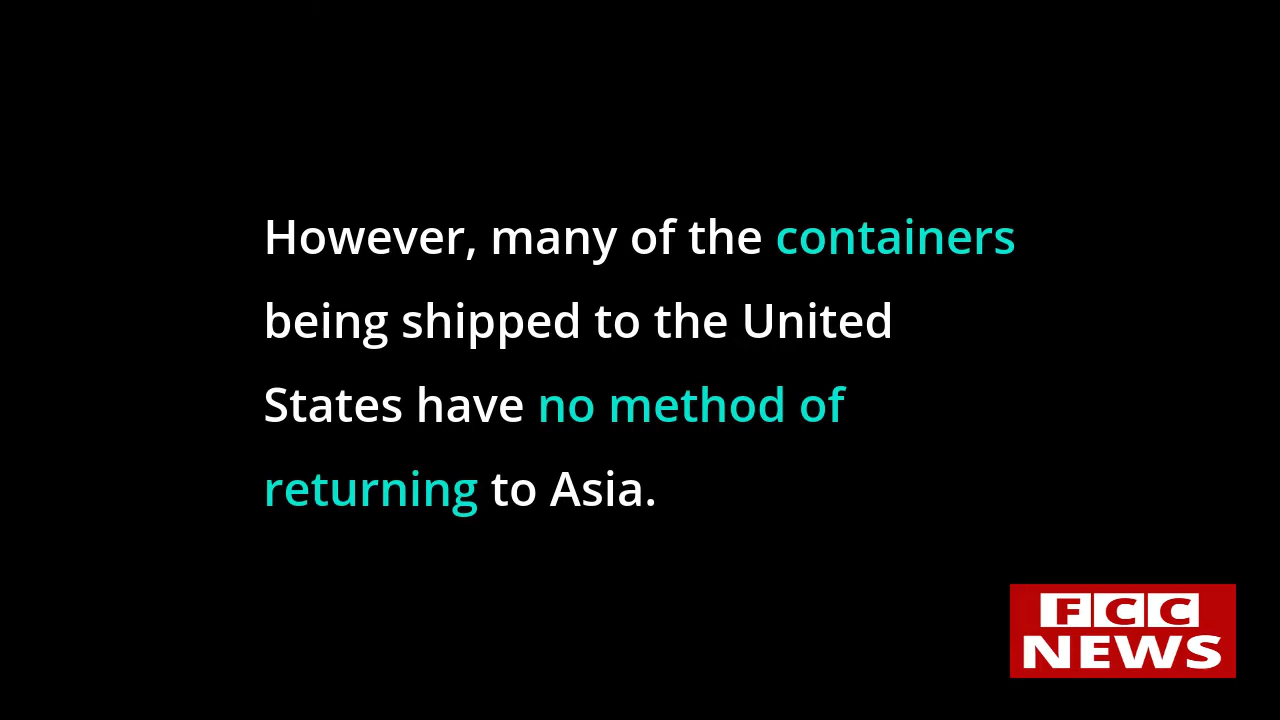 However, many of the containers
being shipped to the United
States have no method of
returning to Asia.
FCC
NEWS